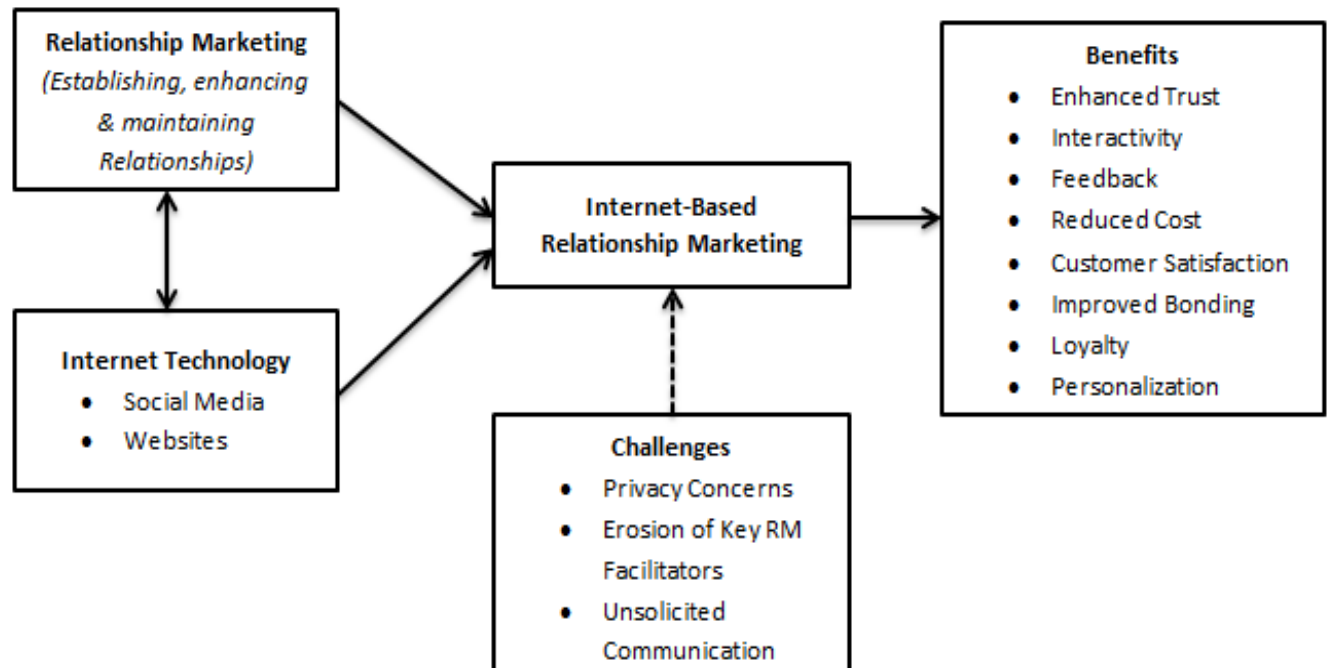 Relationship Marketing
(Establishing, enhancing
& maintaining
Relationships)
Internet Technology
• Social Media
• Websites
Internet-Based
Relationship Marketing
Challenges
• Privacy Concerns
• Erosion of Key RM
Facilitators
• Unsolicited
Communication
Benefits
• Enhanced Trust
• Interactivity
• Feedback
• Reduced Cost
• Customer Satisfaction
• Improved Bonding
• Loyalty
• Personalization